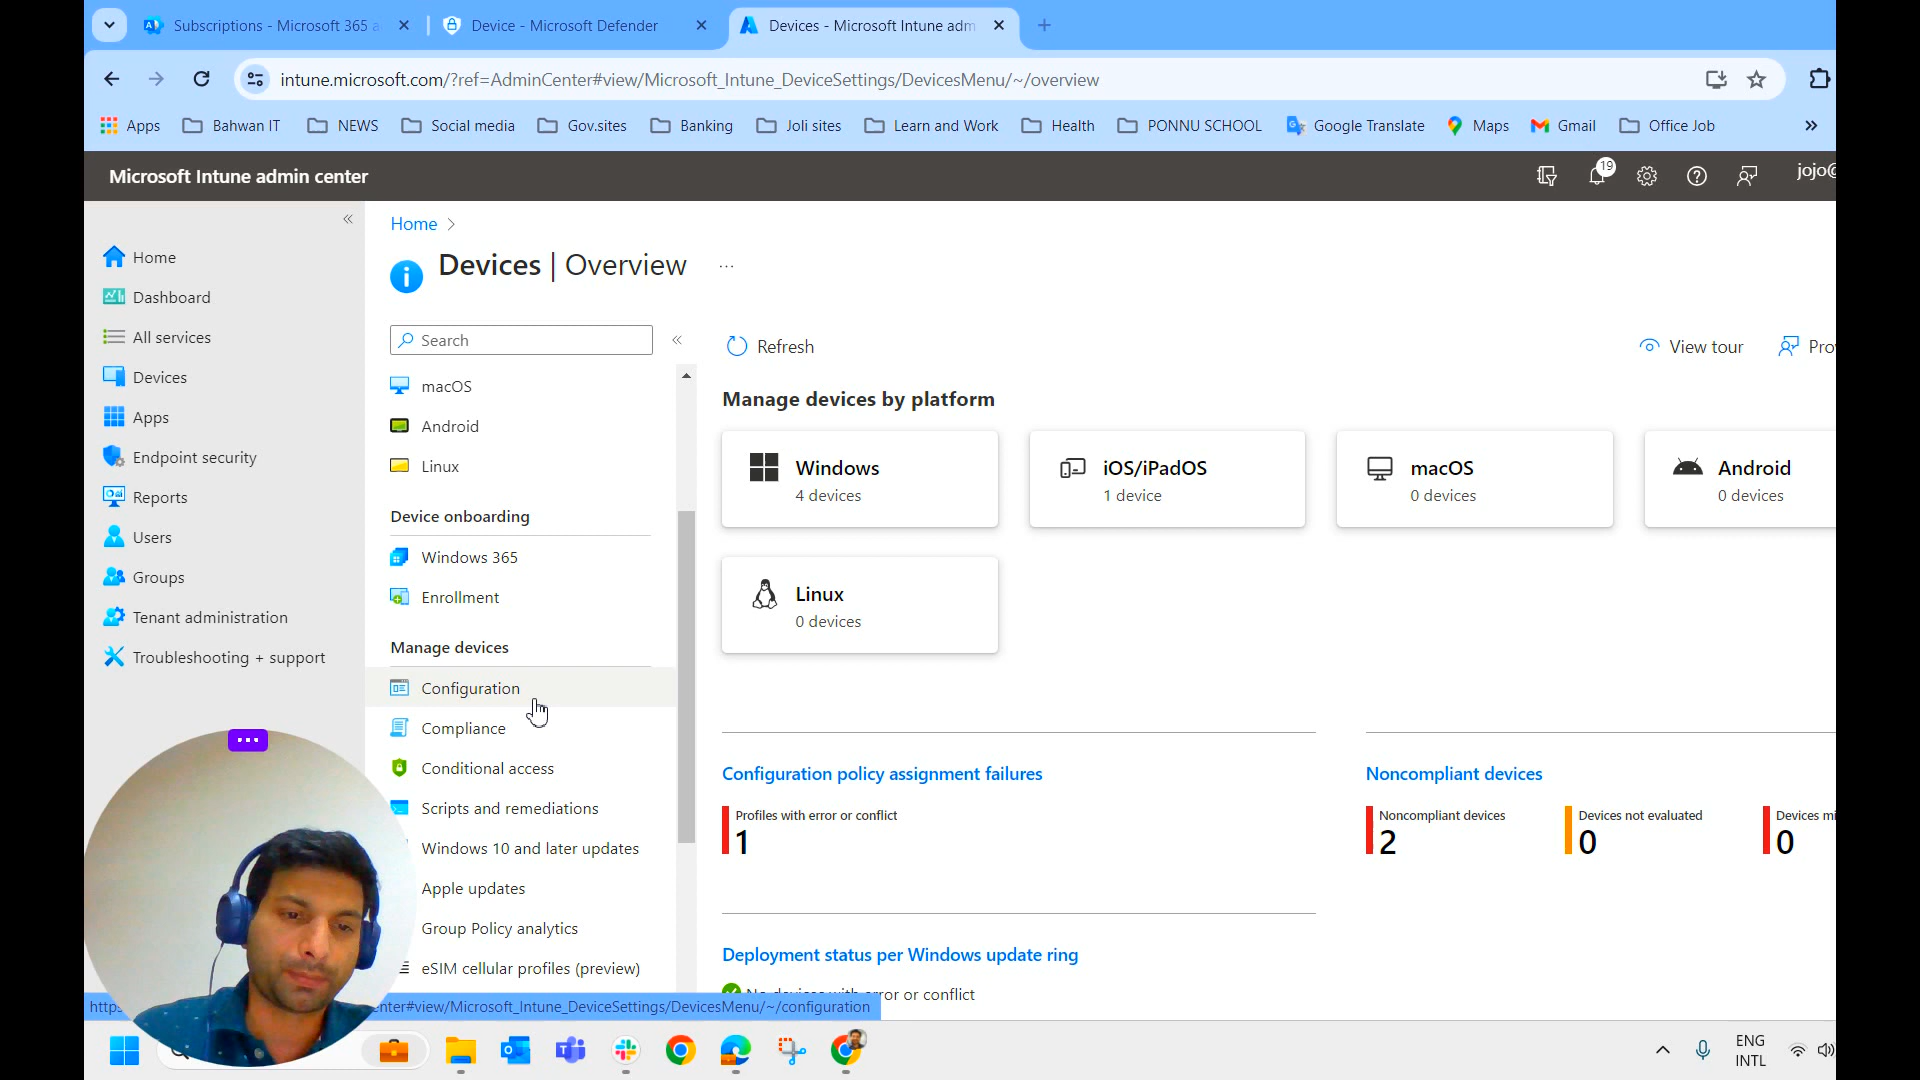 Subscriptions - Microsoft 365 a
Device - Microsoft Defender
Devices - Microsoft Intune adm
intune.microsoft.com/?ref=AdminCenter#view/Microsoft_Intune_DeviceSettings/DevicesMenu/~/overview
Apps
Bahwan IT
NEWS
Social media
Gov.sites
Banking
Joli sites
Learn and Work
Health
PONNU SCHOOL
Google Translate
Maps
Gmail
Office Job
Microsoft Intune admin center
19
jojo@
Home
Dashboard
All services
Devices
Apps
Endpoint security
Reports
Users
Groups
Tenant administration
Troubleshooting + support
Home
Devices | Overview
Search
macOS
Android
Linux
Device onboarding
Windows 365
Enrollment
Manage devices
Configuration
Compliance
Conditional access
Scripts and remediations
Windows 10 and later updates
Apple updates
Group Policy analytics
eSIM cellular profiles (preview)
Refresh
View tour
Pro
Manage devices by platform
Windows
4 devices
iOS/iPadOS
1 device
macOS
0 devices
Android
0 devices
Linux
0 devices
Configuration policy assignment failures
Profiles with error or conflict
1
Noncompliant devices
Noncompliant devices
2
Devices not evaluated
0
Devices mi
0
Deployment status per Windows update ring
No devices with error or conflict
https
enter#view/Microsoft_Intune_DeviceSettings/DevicesMenu/~/configuration
ENG
INTL